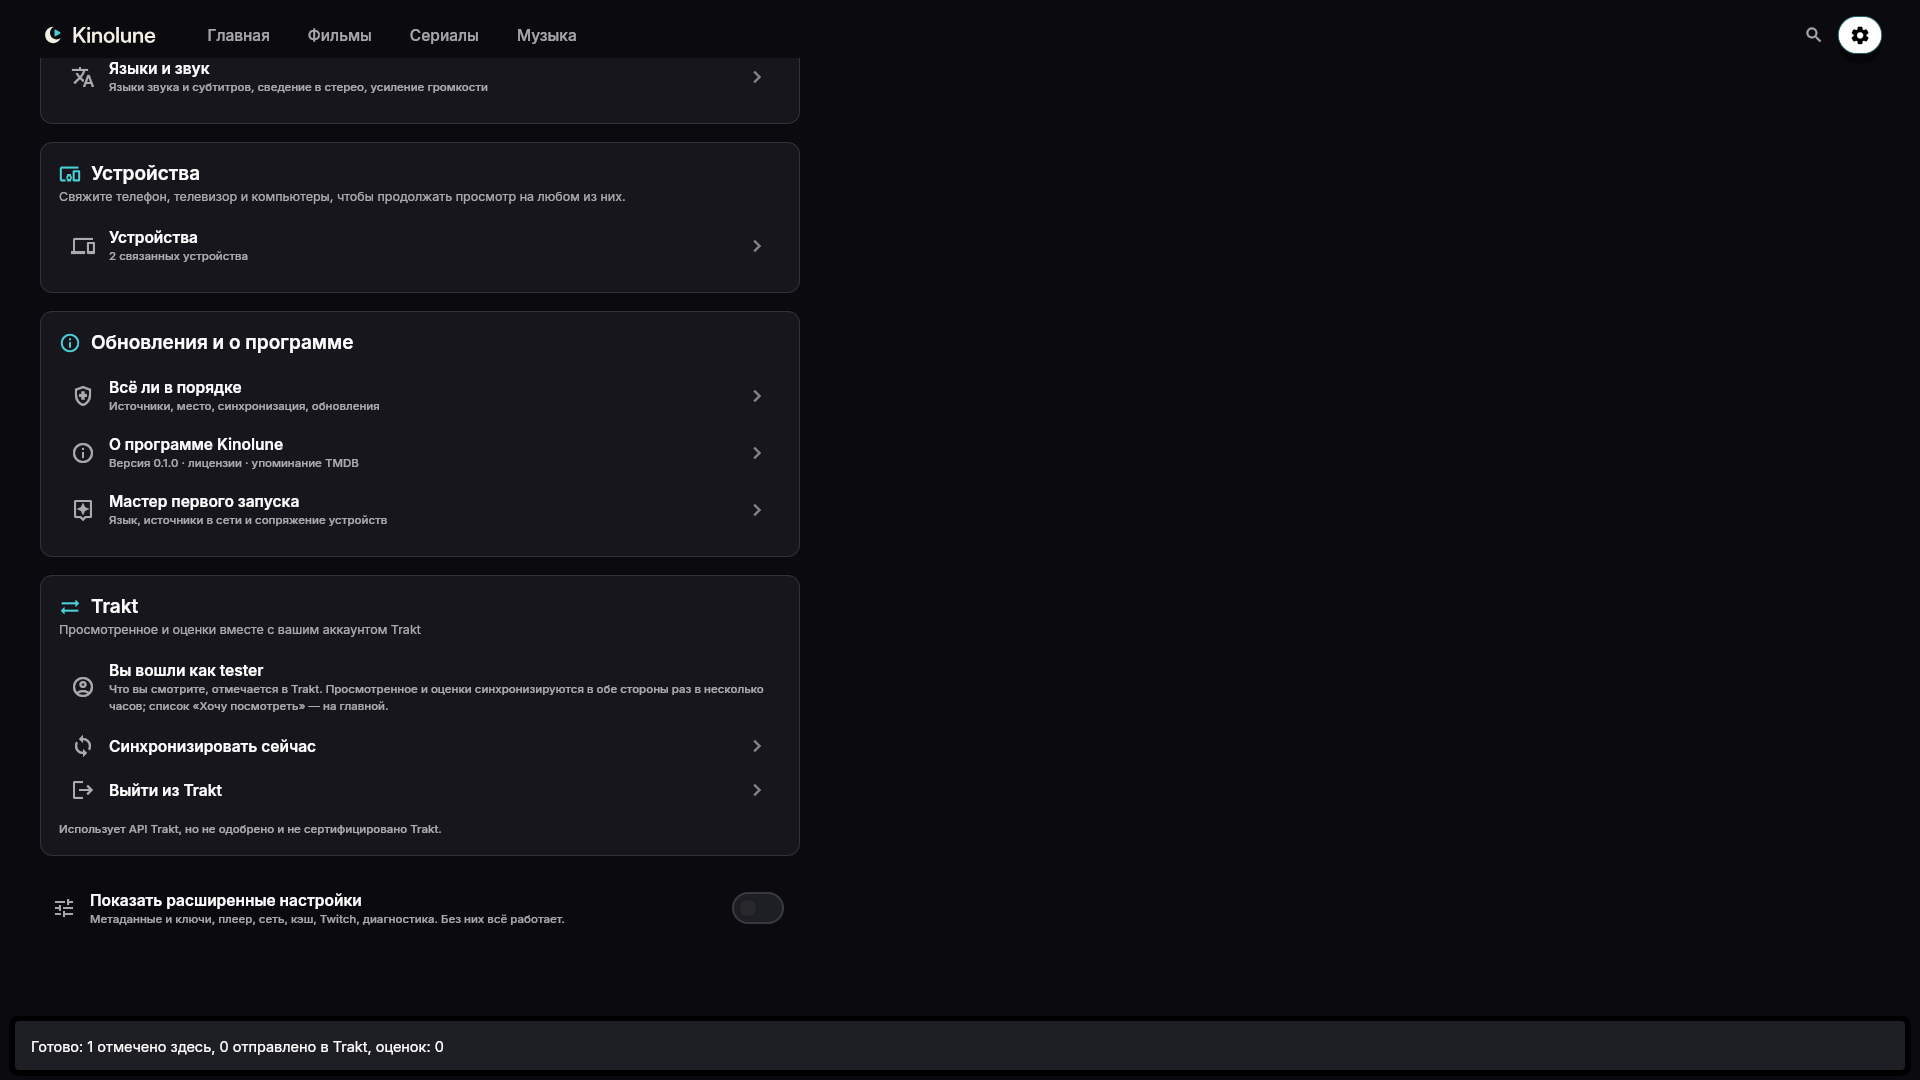 Kinolune
Главная
Фильмы
Сериалы
Музыка
Языки и звук
Языки звука и субтитров, сведение в стерео, усиление громкости
Устройства
Свяжите телефон, телевизор и компьютеры, чтобы продолжать просмотр на любом из них.
Устройства
2 связанных устройства
Обновления и о программе
Всё ли в порядке
Источники, место, синхронизация, обновления
О программе Kinolune
Версия 0.1.0 · лицензии · упоминание TMDB
Мастер первого запуска
Язык, источники в сети и сопряжение устройств
Trakt
Просмотренное и оценки вместе с вашим аккаунтом Trakt
Вы вошли как tester
Что вы смотрите, отмечается в Trakt. Просмотренное и оценки синхронизируются в обе стороны раз в несколько
часов; список «Хочу посмотреть» — на главной.
Синхронизировать сейчас
Выйти из Trakt
Использует API Trakt, но не одобрено и не сертифицировано Trakt.
Показать расширенные настройки
Метаданные и ключи, плеер, сеть, кэш, Twitch, диагностика. Без них всё работает.
Готово: 1 отмечено здесь, 0 отправлено в Trakt, оценок: 0